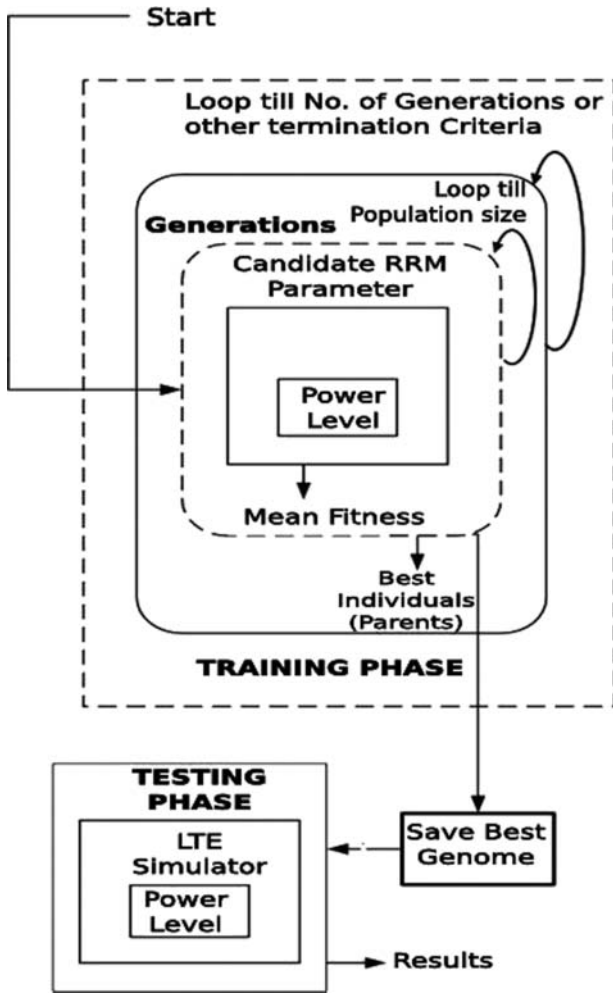 Start
Loop till No. of Generations or
other termination Criteria
Loop till
Population size
Generations
Candidate RRM
Parameter
Power
Level
Mean Fitness
Best
Individuals
(Parents)
TRAINING PHASE
TESTING
PHASE
LTE
Simulator
Power
Level
Save Best
Genome
Results